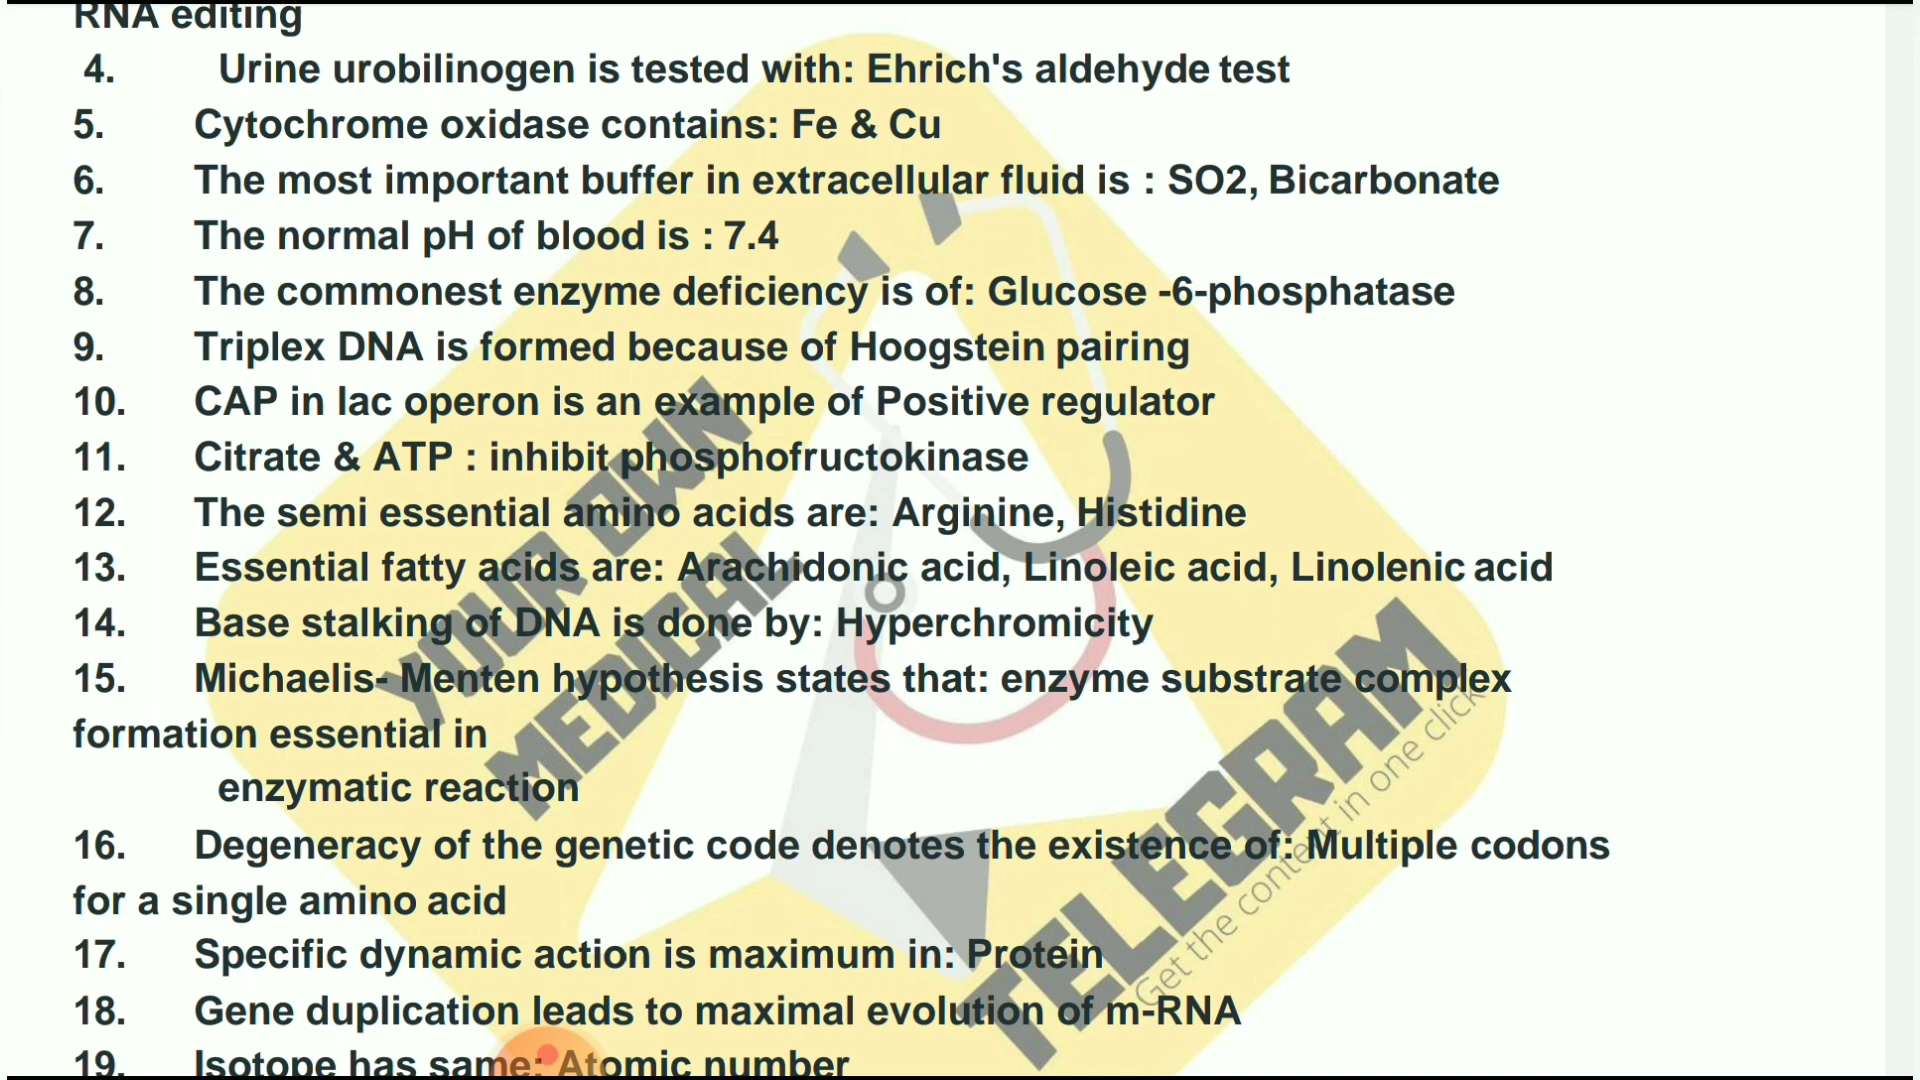 RNA editing
4. Urine urobilinogen is tested with: Ehrich's aldehyde test
5. Cytochrome oxidase contains: Fe & Cu
6. The most important buffer in extracellular fluid is : SO2, Bicarbonate
7. The normal pH of blood is : 7.4
8. The commonest enzyme deficiency is of: Glucose -6-phosphatase
9. Triplex DNA is formed because of Hoogstein pairing
10. CAP in lac operon is an example of Positive regulator
11. Citrate & ATP : inhibit phosphofructokinase
12. The semi essential amino acids are: Arginine, Histidine
13. Essential fatty acids are: Arachidonic acid, Linoleic acid, Linolenic acid
14. Base stalking of DNA is done by: Hyperchromicity
15. Michaelis- Menten hypothesis states that: enzyme substrate complex
formation essential in
enzymatic reaction
16. Degeneracy of the genetic code denotes the existence of: Multiple codons
for a single amino acid
17. Specific dynamic action is maximum in: Protein
18. Gene duplication leads to maximal evolution of m-RNA
19. Isotope has same: Atomic number
YOUR OWN
MEDICAL
TELEGRAM
Get the content in one click